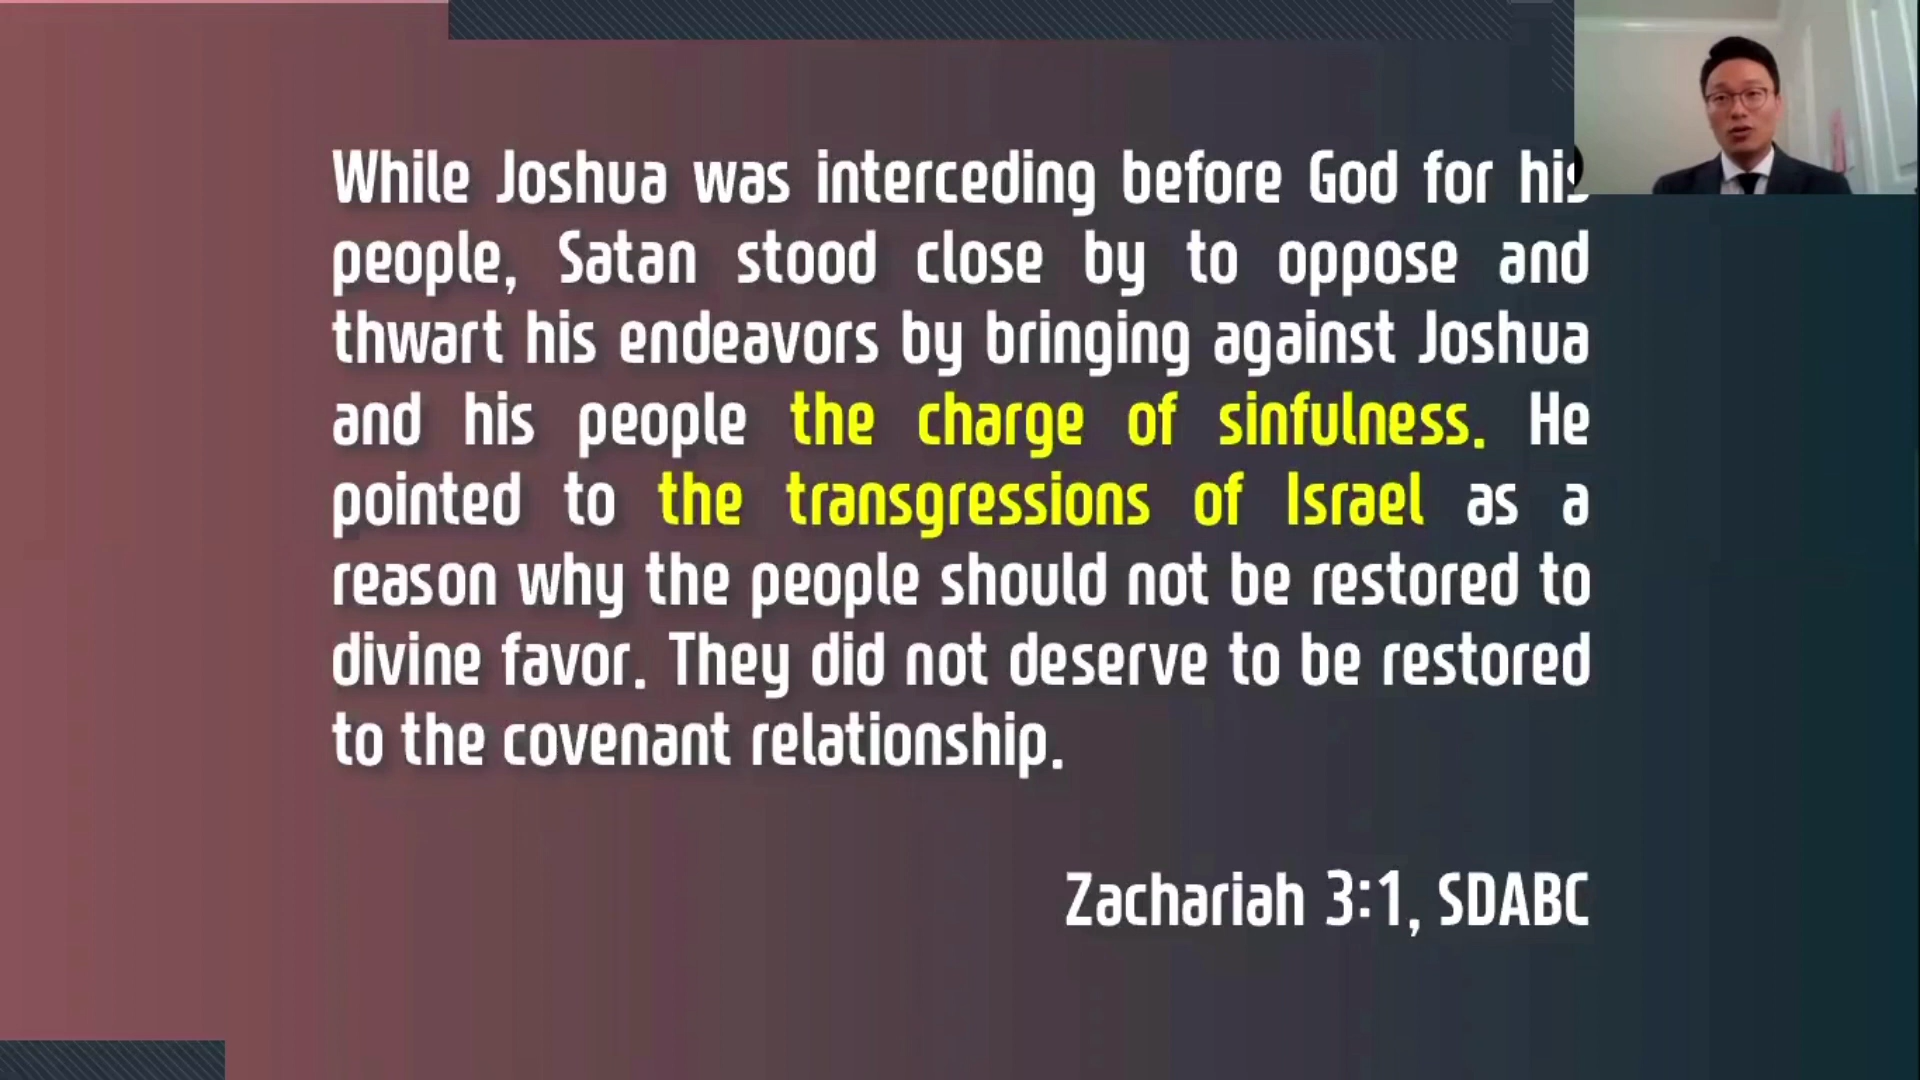 While Joshua was interceding before God for his
people, Satan stood close by to oppose and
thwart his endeavors by bringing against Joshua
and his people the charge of sinfulness. He
pointed to the transgressions of Israel as a
reason why the people should not be restored to
divine favor. They did not deserve to be restored
to the covenant relationship.
Zachariah 3:1, SDABC